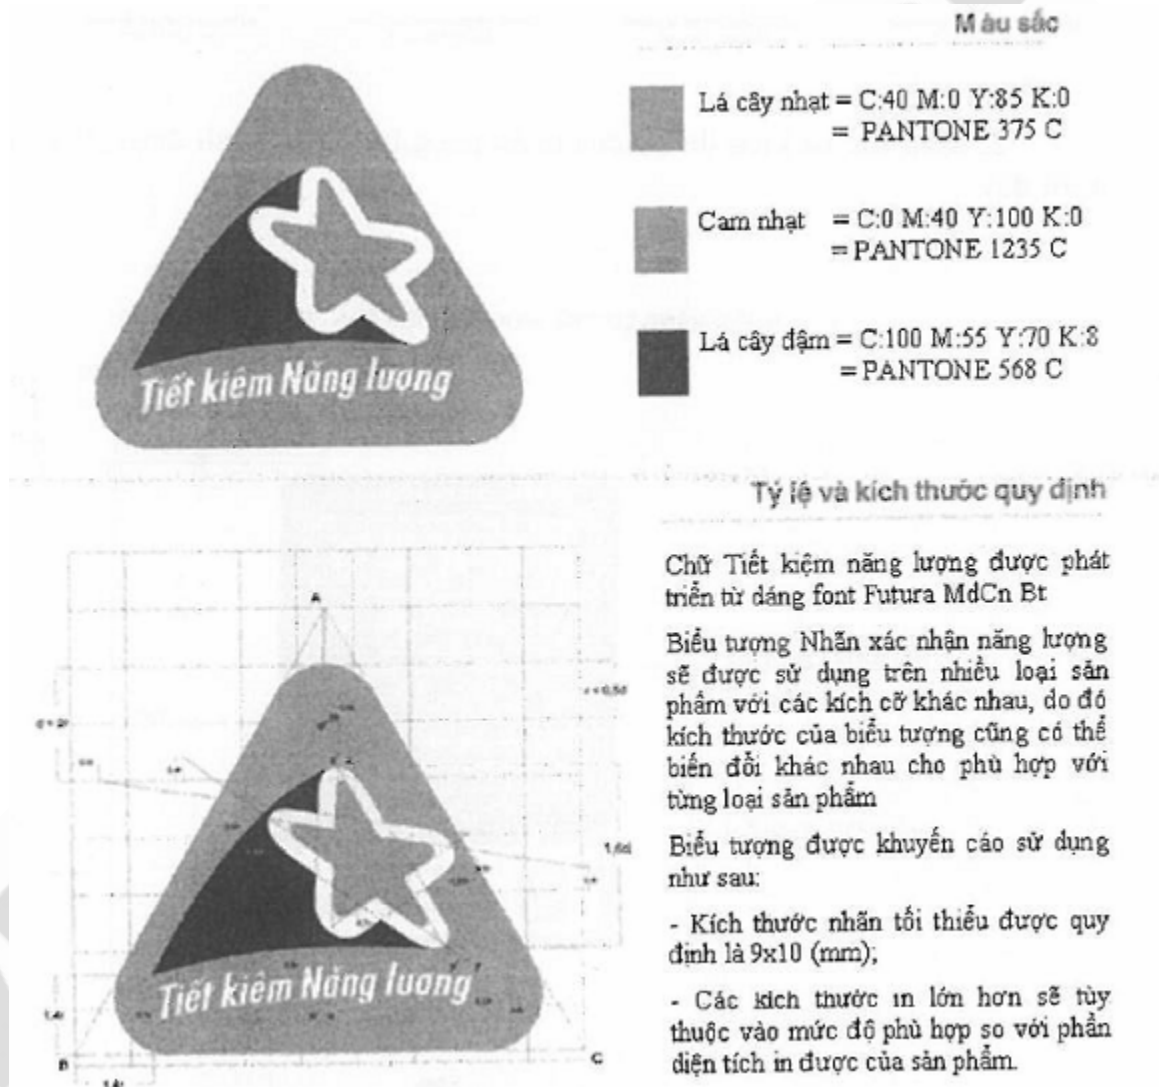 Màu sắc
Lá cây nhạt = C:40 M:0 Y:85 K:0
= PANTONE 375 C
Cam nhạt = C:0 M:40 Y:100 K:0
= PANTONE 1235 C
Lá cây đậm = C:100 M:55 Y:70 K:8
= PANTONE 568 C
Tiết kiệm Năng lượng
Tỷ lệ và kích thước quy định
Chữ Tiết kiệm năng lượng được phát
triển từ dáng font Futura MdCn Bt
Biểu tượng Nhãn xác nhận năng lượng
sẽ được sử dụng trên nhiều loại sản
phẩm với các kích cỡ khác nhau, do đó
kích thước của biểu tượng cũng có thể
biến đổi khác nhau cho phù hợp với
từng loại sản phẩm
Biểu tượng được khuyến cáo sử dụng
như sau:
- Kích thước nhãn tối thiểu được quy
định là 9x10 (mm);
- Các kích thước in lớn hơn sẽ tùy
thuộc vào mức độ phù hợp so với phần
diện tích in được của sản phẩm.
A
1,6d
Tiết kiệm Năng lượng
B
C